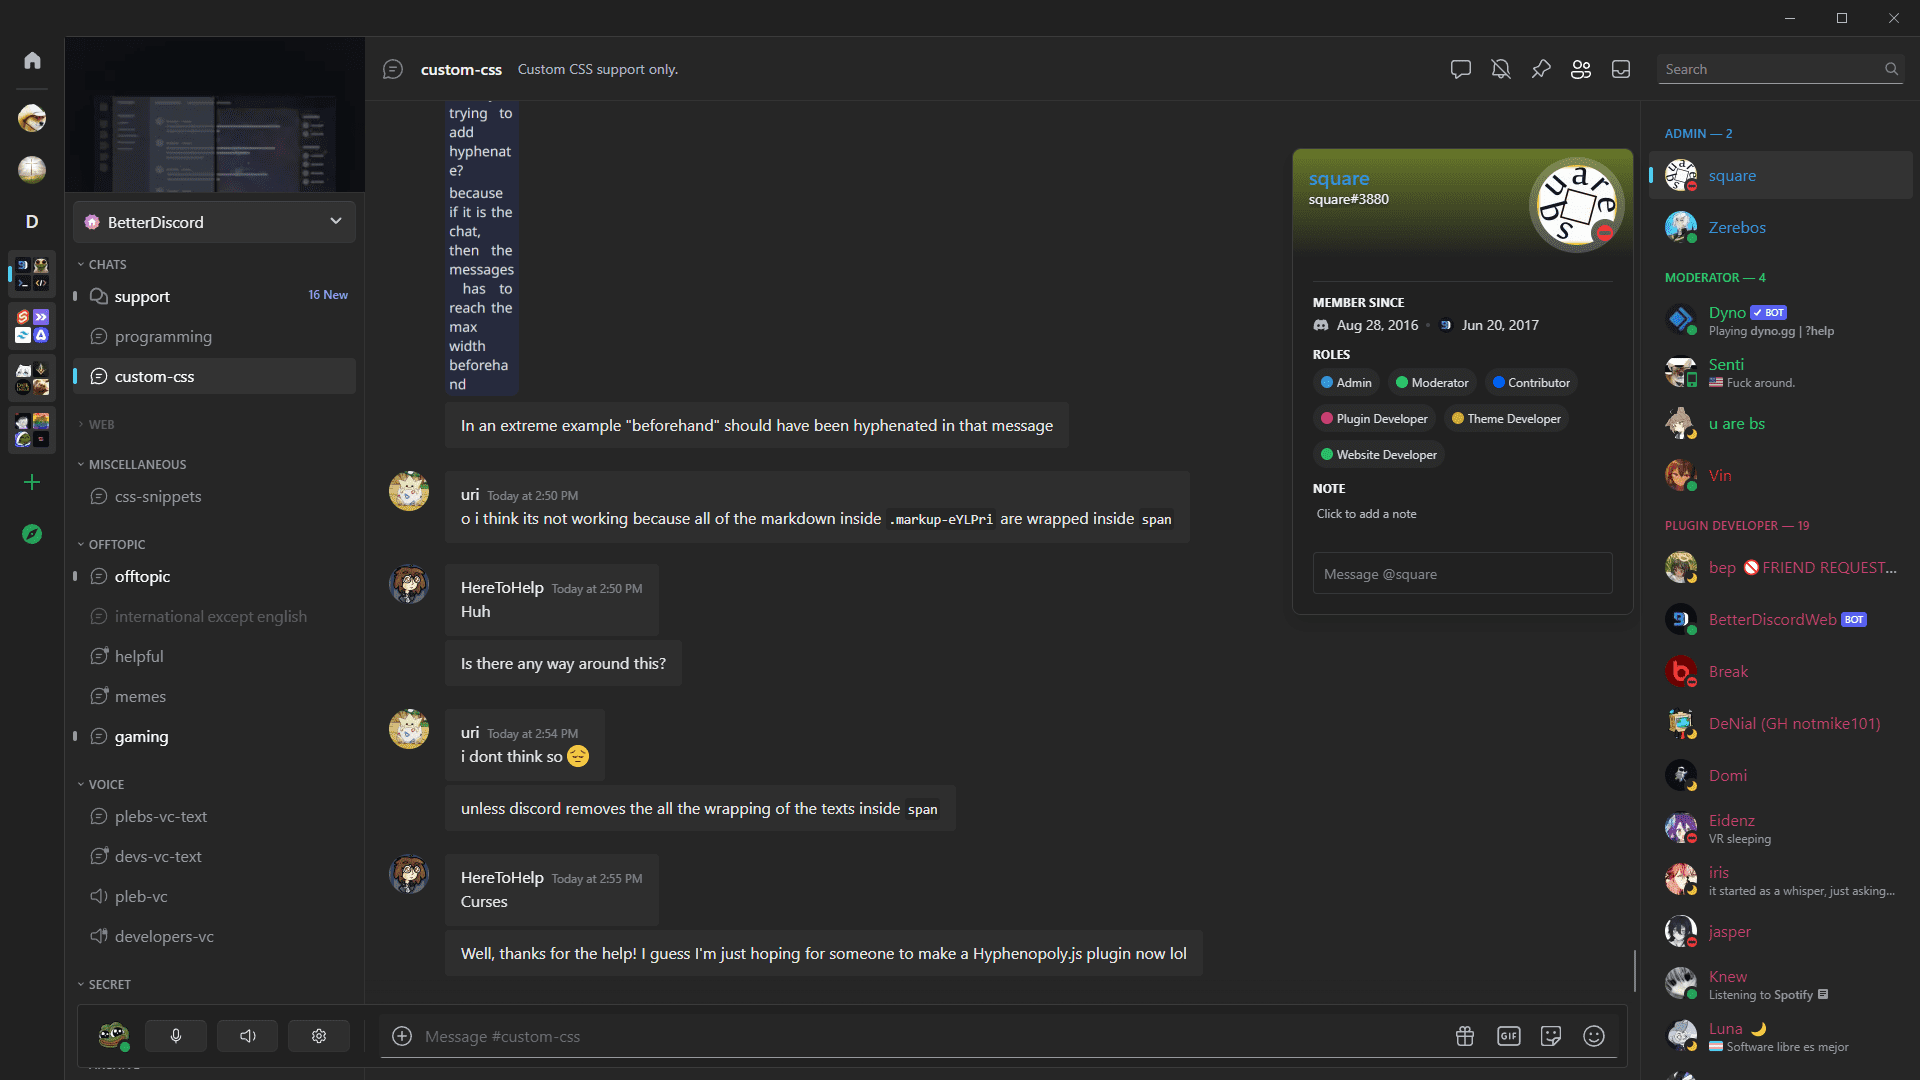 D
BetterDiscord
CHATS
support
16 New
programming
custom-css
WEB
MISCELLANEOUS
css-snippets
OFFTOPIC
offtopic
international except english
helpful
memes
gaming
VOICE
plebs-vc-text
devs-vc-text
pleb-vc
developers-vc
SECRET
custom-css Custom CSS support only.
Search
trying to
add
hyphenat
e?
because
if it is the
chat,
then the
messages
has to
reach the
max
width
beforeha
nd
In an extreme example "beforehand" should have been hyphenated in that message
uri Today at 2:50 PM
o i think its not working because all of the markdown inside .markup-eYLPri are wrapped inside span
HereToHelp Today at 2:50 PM
Huh
Is there any way around this?
uri Today at 2:54 PM
i dont think so
unless discord removes the all the wrapping of the texts inside span
HereToHelp Today at 2:55 PM
Curses
Well, thanks for the help! I guess I'm just hoping for someone to make a Hyphenopoly.js plugin now lol
Message #custom-css
GIF
square
square#3880
square
MEMBER SINCE
Aug 28, 2016 • Jun 20, 2017
ROLES
Admin Moderator Contributor
Plugin Developer Theme Developer
Website Developer
NOTE
Click to add a note
Message @square
ADMIN — 2
square
Zerebos
MODERATOR — 4
Dyno BOT
Playing dyno.gg | ?help
Senti
Fuck around.
u are bs
Vin
PLUGIN DEVELOPER — 19
bep FRIEND REQUEST...
BetterDiscordWeb BOT
Break
DeNial (GH notmike101)
Domi
Eidenz
VR sleeping
iris
it started as a whisper, just asking...
jasper
Knew
Listening to Spotify
Luna
Software libre es mejor